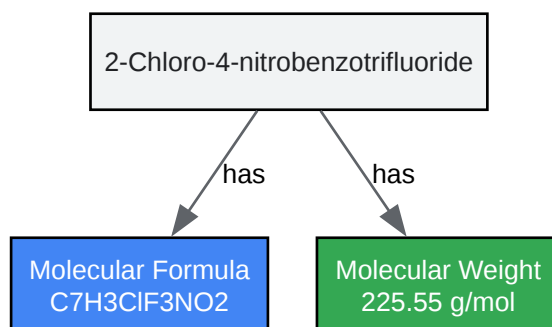 2-Chloro-4-nitrobenzotrifluoride
has
has
Molecular Formula
C7H3ClF3NO2
Molecular Weight
225.55 g/mol